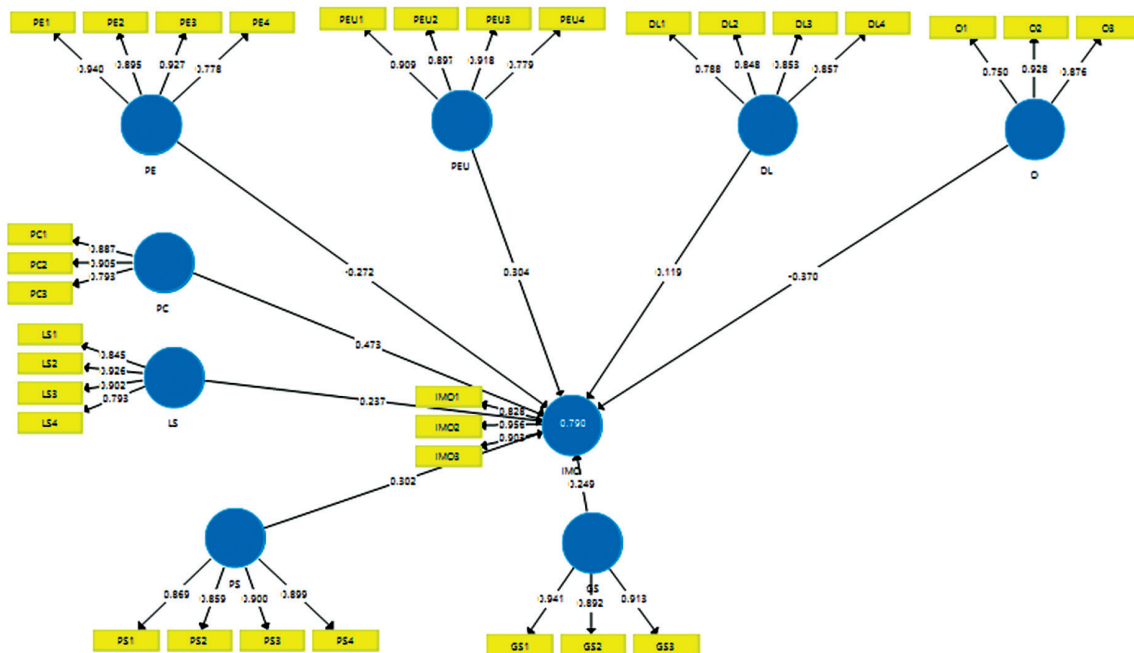 PE1 PE2 PE3 PE4
0.940 0.895 0.927 0.778
PE
PEU1 PEU2 PEU3 PEU4
0.909 0.897 0.918 0.779
PEU
DL1 DL2 DL3 DL4
0.788 0.848 0.853 0.857
DL
O1 O2 O3
0.750 0.928 0.876
O
PC1
PC2
PC3
0.887
0.905
0.793
PC
LS1
LS2
LS3
LS4
0.845
0.926
0.902
0.793
LS
-0.272
0.304
-0.119
-0.370
0.473
0.237
IMO1
IMO2
IMO3
0.828
0.956
0.903
0.790
IMO
0.302
0.249
PS
0.869 0.859 0.900 0.899
PS1 PS2 PS3 PS4
GS
0.941 0.892 0.913
GS1 GS2 GS3